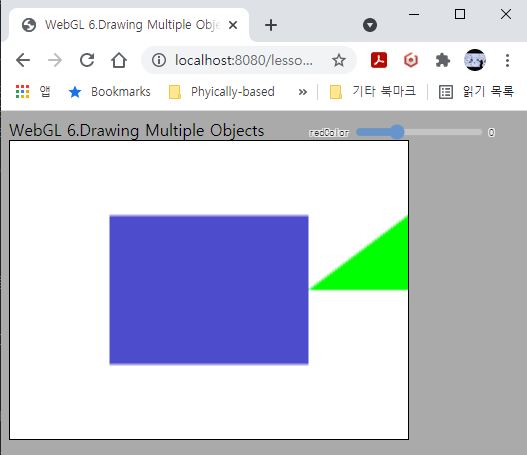 WebGL 6.Drawing Multiple Objects
localhost:8080/lesso...
앱 Bookmarks Phyically-based » 기타 북마크 읽기 목록
WebGL 6.Drawing Multiple Objects redColor 0